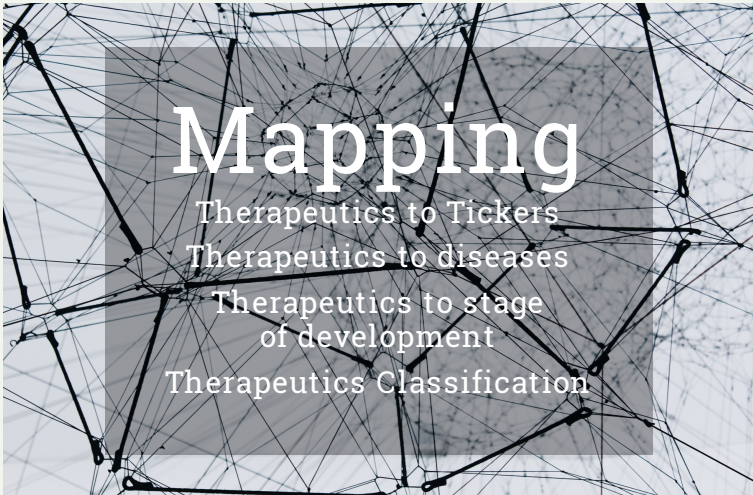 Mapping
Therapeutics to Tickers
Therapeutics to diseases
Therapeutics to stage
of development
Therapeutics Classification